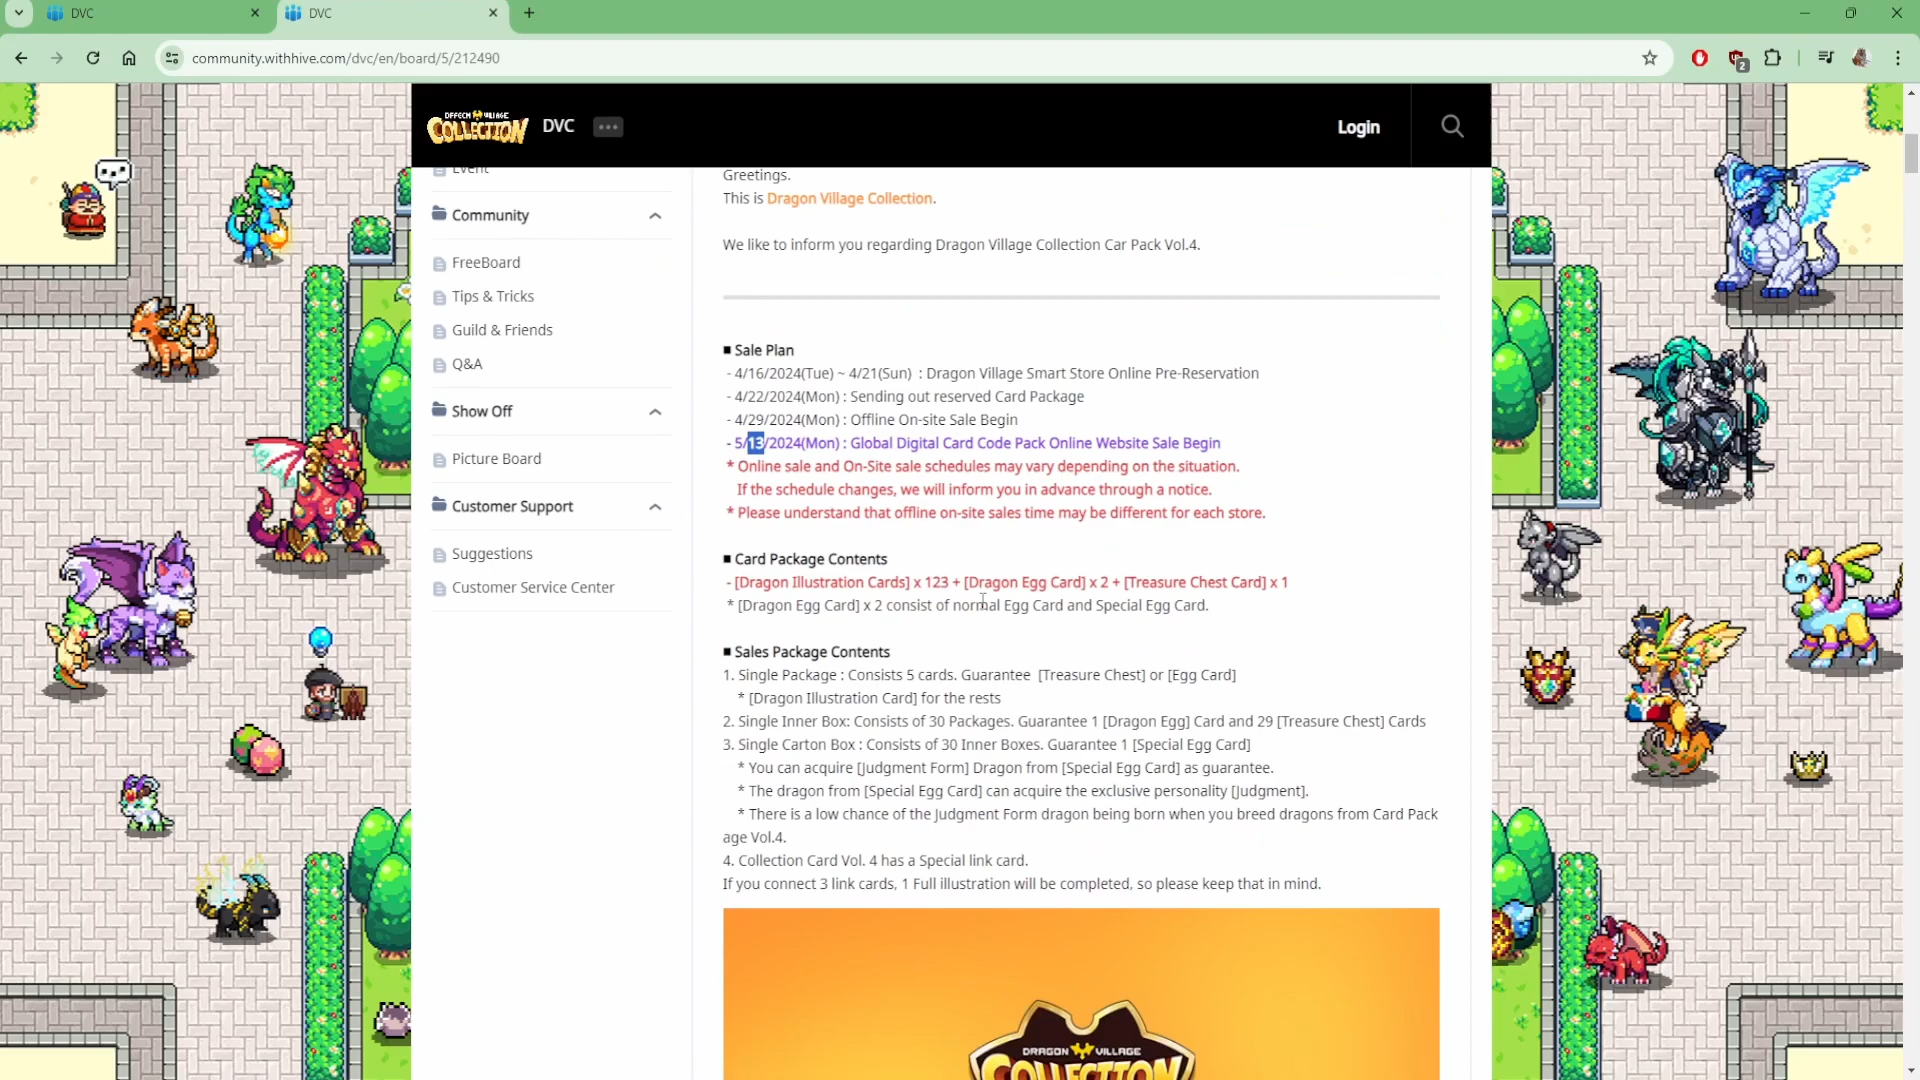 DVC
DVC
community.withhive.com/dvc/en/board/5/212490
2
COLLECTION
DVC
Login
Event
Community
FreeBoard
Tips & Tricks
Guild & Friends
Q&A
Show Off
Picture Board
Customer Support
Suggestions
Customer Service Center
Greetings.
This is Dragon Village Collection.
We like to inform you regarding Dragon Village Collection Car Pack Vol.4.
■ Sale Plan
- 4/16/2024(Tue) ~ 4/21(Sun)  : Dragon Village Smart Store Online Pre-Reservation
- 4/22/2024(Mon) : Sending out reserved Card Package
- 4/29/2024(Mon) : Offline On-site Sale Begin
- 5/13/2024(Mon) : Global Digital Card Code Pack Online Website Sale Begin
* Online sale and On-Site sale schedules may vary depending on the situation.
If the schedule changes, we will inform you in advance through a notice.
* Please understand that offline on-site sales time may be different for each store.
■ Card Package Contents
- [Dragon Illustration Cards] x 123 + [Dragon Egg Card] x 2 + [Treasure Chest Card] x 1
* [Dragon Egg Card] x 2 consist of normal Egg Card and Special Egg Card.
■ Sales Package Contents
1. Single Package : Consists 5 cards. Guarantee  [Treasure Chest] or [Egg Card]
* [Dragon Illustration Card] for the rests
2. Single Inner Box: Consists of 30 Packages. Guarantee 1 [Dragon Egg] Card and 29 [Treasure Chest] Cards
3. Single Carton Box : Consists of 30 Inner Boxes. Guarantee 1 [Special Egg Card]
* You can acquire [Judgment Form] Dragon from [Special Egg Card] as guarantee.
* The dragon from [Special Egg Card] can acquire the exclusive personality [Judgment].
* There is a low chance of the Judgment Form dragon being born when you breed dragons from Card Pack
age Vol.4.
4. Collection Card Vol. 4 has a Special link card.
If you connect 3 link cards, 1 Full illustration will be completed, so please keep that in mind.
DRAGON VILLAGE
COLLECTION